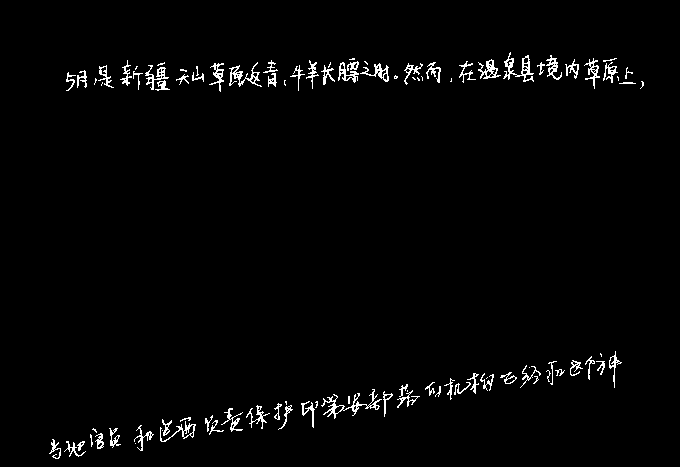 5月,是新疆天山草原返青、牛羊长膘之时。然而,在温泉县境内草原上,
当地官员和巴西负责保护印第安部落的机构已经和这个方